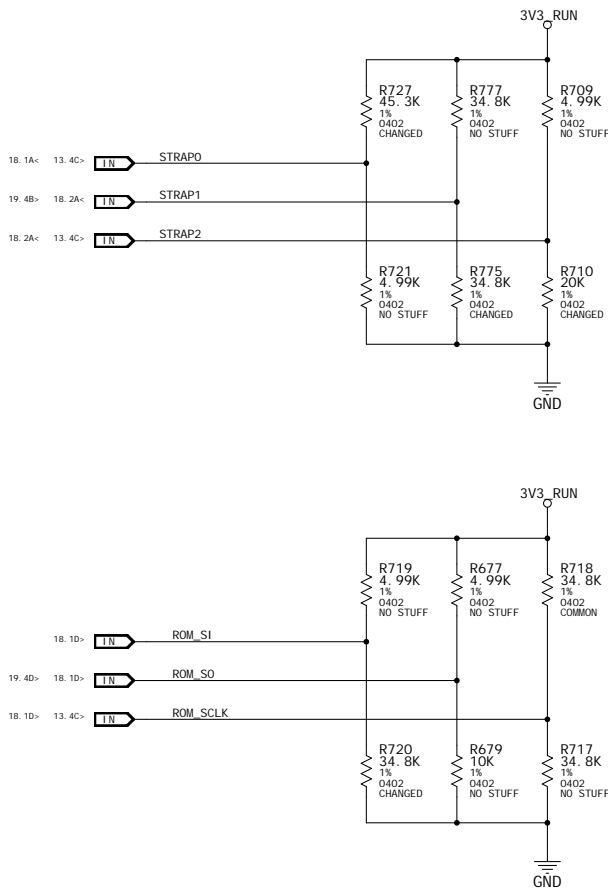 3V3_RUN
R727
45.3K
1%
0402
CHANGED
R777
34.8K
1%
0402
NO STUFF
R709
4.99K
1%
0402
NO STUFF
18.1A< 13.4C> IN STRAP0
19.4B> 18.2A< IN STRAP1
18.2A< 13.4C> IN STRAP2
R721
4.99K
1%
0402
NO STUFF
R775
34.8K
1%
0402
CHANGED
R710
20K
1%
0402
CHANGED
GND
3V3_RUN
R719
4.99K
1%
0402
NO STUFF
R677
4.99K
1%
0402
NO STUFF
R718
34.8K
1%
0402
COMMON
18.1D> IN ROM_SI
19.4D> 18.1D> IN ROM_SO
18.1D> 13.4C> IN ROM_SCLK
R720
34.8K
1%
0402
CHANGED
R679
10K
1%
0402
NO STUFF
R717
34.8K
1%
0402
NO STUFF
GND